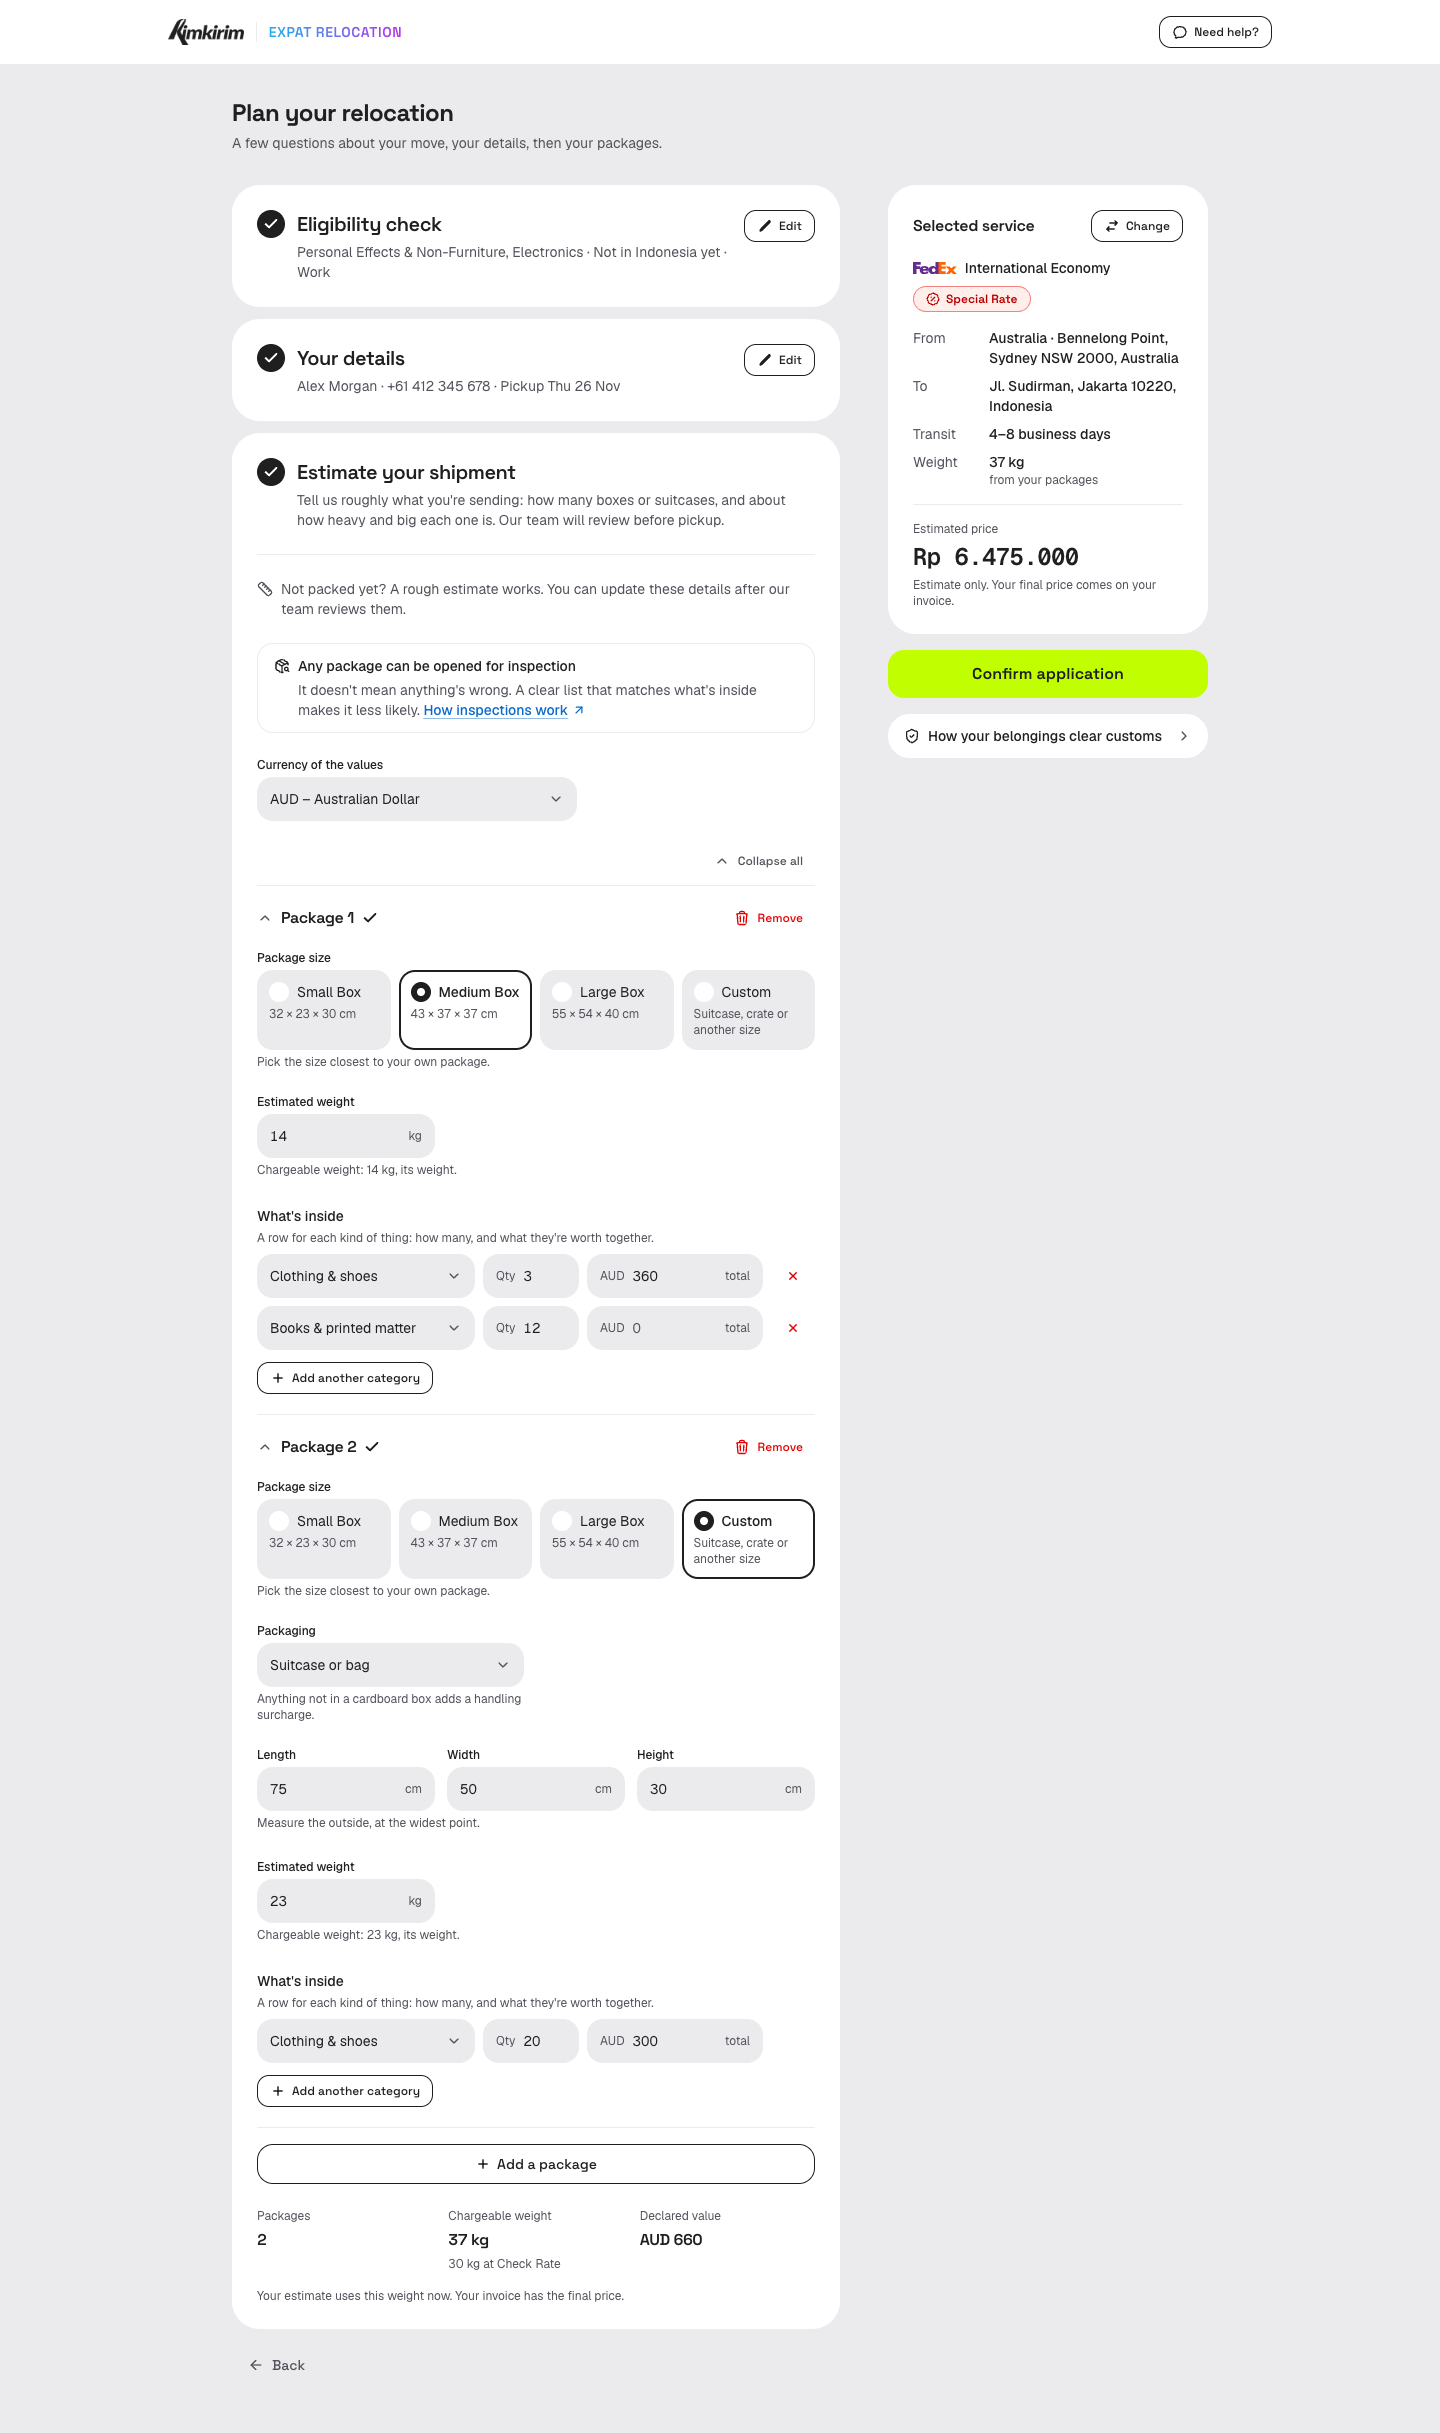 Kimkirim
EXPAT RELOCATION
Need help?
Plan your relocation
A few questions about your move, your details, then your packages.
Eligibility check
Edit
Personal Effects & Non-Furniture, Electronics · Not in Indonesia yet ·
Work
Your details
Edit
Alex Morgan · +61 412 345 678 · Pickup Thu 26 Nov
Estimate your shipment
Tell us roughly what you're sending: how many boxes or suitcases, and about
how heavy and big each one is. Our team will review before pickup.
Not packed yet? A rough estimate works. You can update these details after our
team reviews them.
Any package can be opened for inspection
It doesn't mean anything's wrong. A clear list that matches what's inside
makes it less likely. How inspections work
Currency of the values
AUD – Australian Dollar
Collapse all
Package 1
Remove
Package size
Small Box
32 × 23 × 30 cm
Medium Box
43 × 37 × 37 cm
Large Box
55 × 54 × 40 cm
Custom
Suitcase, crate or
another size
Pick the size closest to your own package.
Estimated weight
14 kg
Chargeable weight: 14 kg, its weight.
What's inside
A row for each kind of thing: how many, and what they're worth together.
Clothing & shoes Qty 3 AUD 360 total
Books & printed matter Qty 12 AUD 0 total
Add another category
Package 2
Remove
Package size
Small Box
32 × 23 × 30 cm
Medium Box
43 × 37 × 37 cm
Large Box
55 × 54 × 40 cm
Custom
Suitcase, crate or
another size
Pick the size closest to your own package.
Packaging
Suitcase or bag
Anything not in a cardboard box adds a handling
surcharge.
Length Width Height
75 cm 50 cm 30 cm
Measure the outside, at the widest point.
Estimated weight
23 kg
Chargeable weight: 23 kg, its weight.
What's inside
A row for each kind of thing: how many, and what they're worth together.
Clothing & shoes Qty 20 AUD 300 total
Add another category
Add a package
Packages
2
Chargeable weight
37 kg
30 kg at Check Rate
Declared value
AUD 660
Your estimate uses this weight now. Your invoice has the final price.
Back
Selected service
Change
FedEx International Economy
Special Rate
From Australia · Bennelong Point,
Sydney NSW 2000, Australia
To Jl. Sudirman, Jakarta 10220,
Indonesia
Transit 4–8 business days
Weight 37 kg
from your packages
Estimated price
Rp 6.475.000
Estimate only. Your final price comes on your
invoice.
Confirm application
How your belongings clear customs